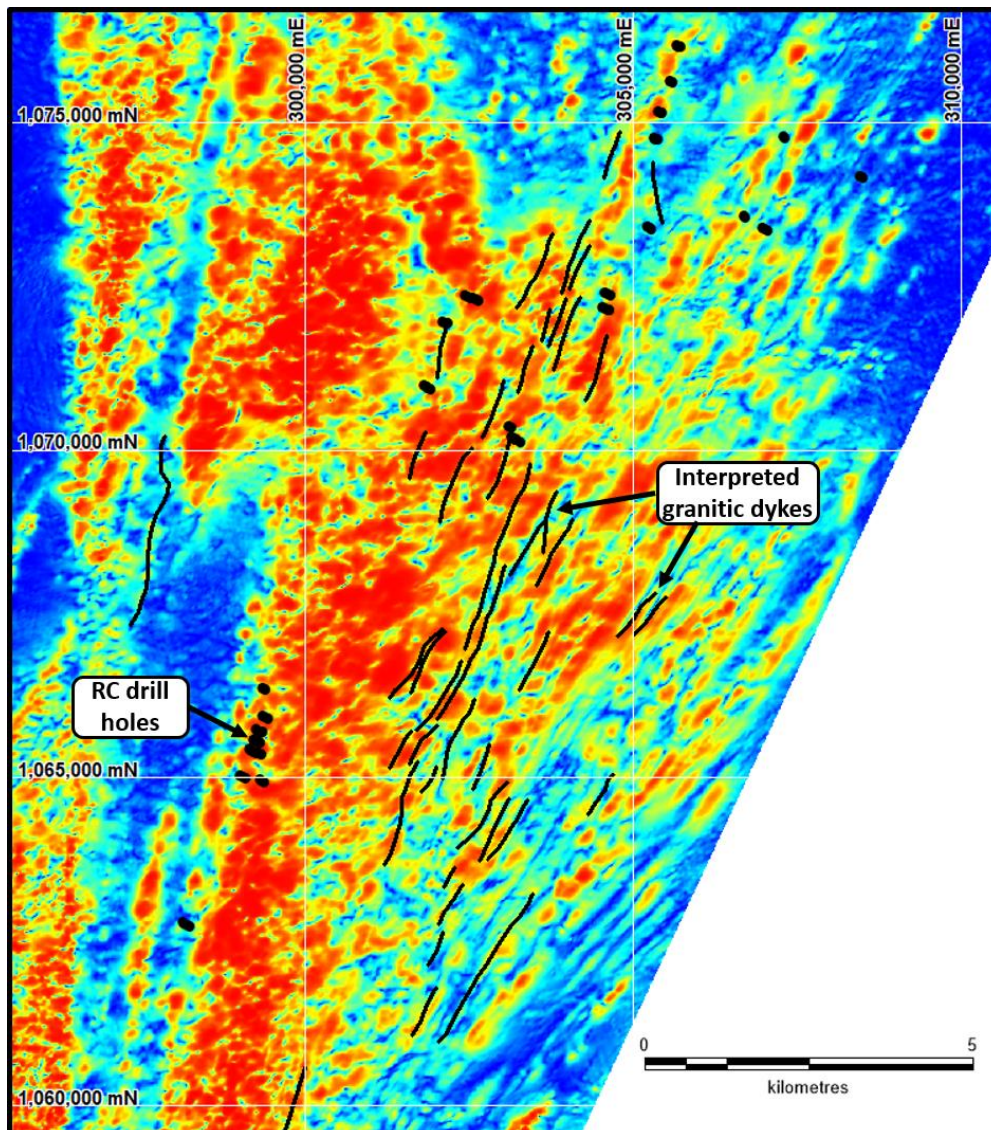 300,000 mE
305,000 mE
310,000 mE
1,075,000 mN
1,070,000 mN
Interpreted
granitic dykes
RC drill
holes
1,065,000 mN
0 5
kilometres
1,060,000 mN